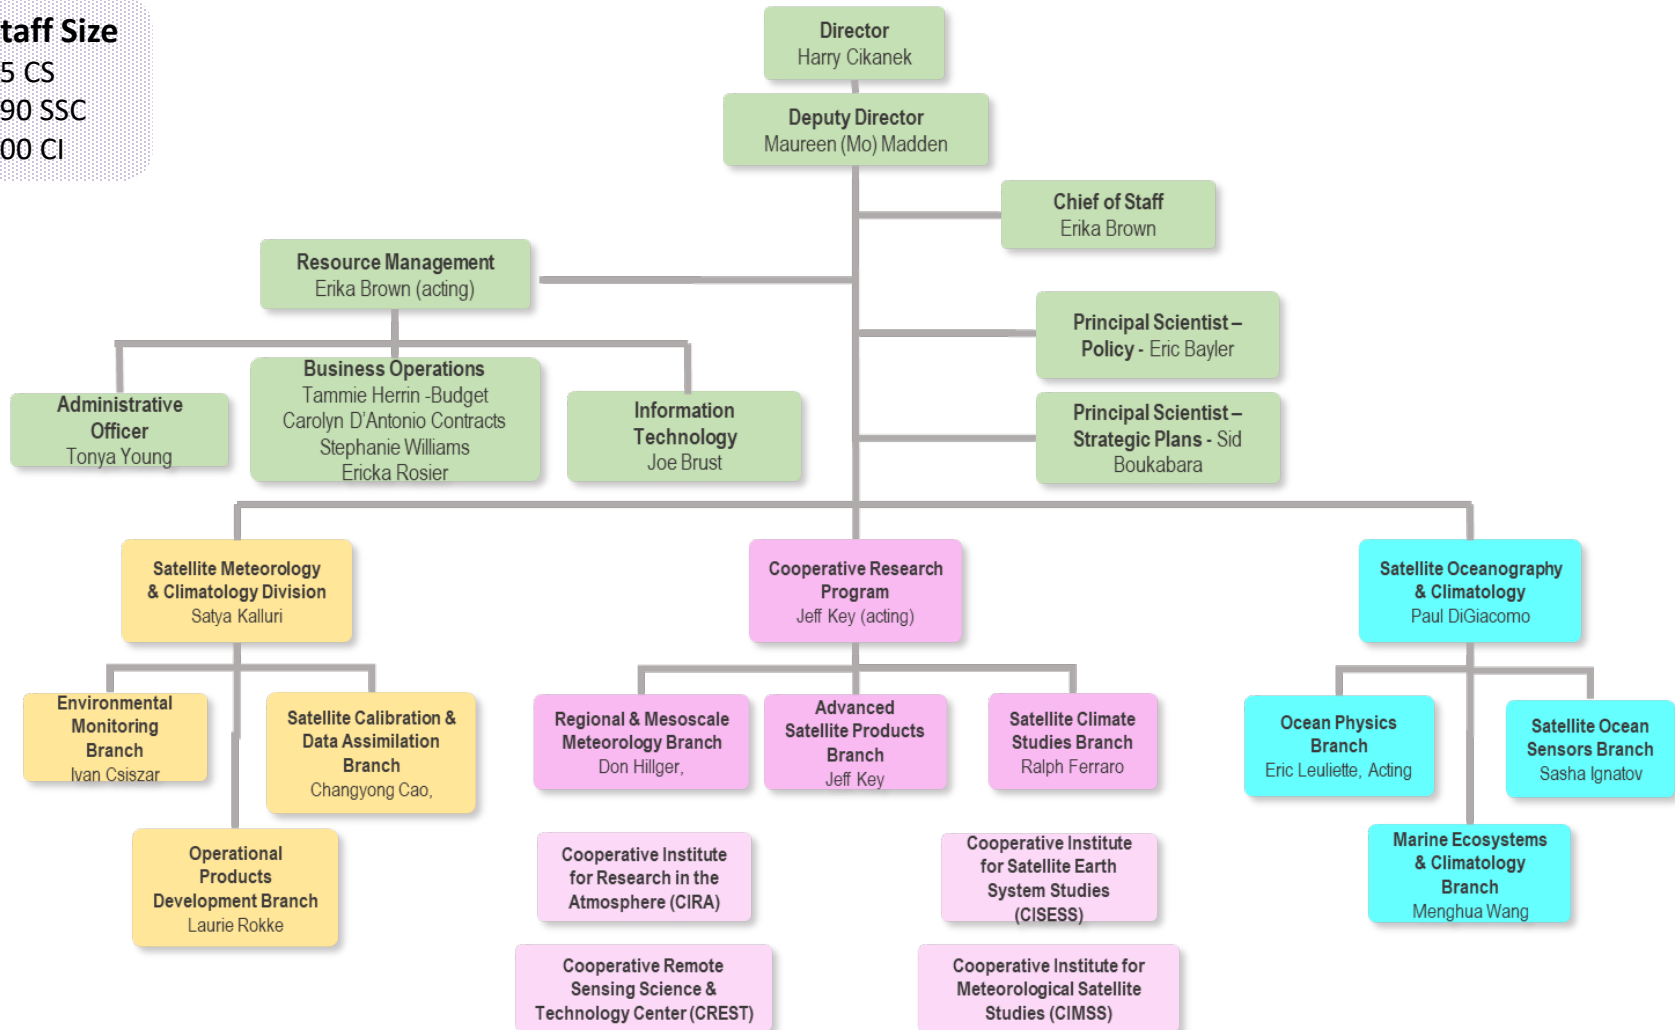 taff Size
5 CS
90 SSC
00 CI
Director
Harry Cikanek
Deputy Director
Maureen (Mo) Madden
Chief of Staff
Erika Brown
Resource Management
Erika Brown (acting)
Principal Scientist –
Policy - Eric Bayler
Administrative
Officer
Tonya Young
Business Operations
Tammie Herrin -Budget
Carolyn D'Antonio Contracts
Stephanie Williams
Ericka Rosier
Information
Technology
Joe Brust
Principal Scientist –
Strategic Plans - Sid
Boukabara
Satellite Meteorology
& Climatology Division
Satya Kalluri
Cooperative Research
Program
Jeff Key (acting)
Satellite Oceanography
& Climatology
Paul DiGiacomo
Environmental
Monitoring
Branch
Ivan Csiszar
Satellite Calibration &
Data Assimilation
Branch
Changyong Cao,
Operational
Products
Development Branch
Laurie Rokke
Regional & Mesoscale
Meteorology Branch
Don Hillger,
Advanced
Satellite Products
Branch
Jeff Key
Satellite Climate
Studies Branch
Ralph Ferraro
Ocean Physics
Branch
Eric Leuliette, Acting
Satellite Ocean
Sensors Branch
Sasha Ignatov
Marine Ecosystems
& Climatology
Branch
Menghua Wang
Cooperative Institute
for Research in the
Atmosphere (CIRA)
Cooperative Institute
for Satellite Earth
System Studies
(CISESS)
Cooperative Remote
Sensing Science &
Technology Center (CREST)
Cooperative Institute for
Meteorological Satellite
Studies (CIMSS)